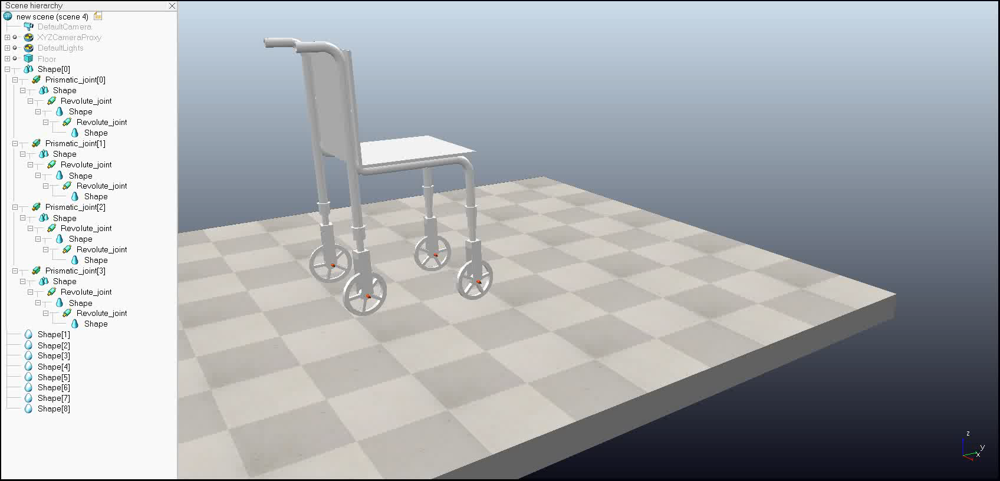 Scene hierarchy
new scene (scene 4)
DefaultCamera
XYZCameraProxy
DefaultLights
Floor
Shape[0]
Prismatic_joint[0]
Shape
Revolute_joint
Shape
Revolute_joint
Shape
Prismatic_joint[1]
Shape
Revolute_joint
Shape
Revolute_joint
Shape
Prismatic_joint[2]
Shape
Revolute_joint
Shape
Revolute_joint
Shape
Prismatic_joint[3]
Shape
Revolute_joint
Shape
Revolute_joint
Shape
Shape[1]
Shape[2]
Shape[3]
Shape[4]
Shape[5]
Shape[6]
Shape[7]
Shape[8]
z
y
x